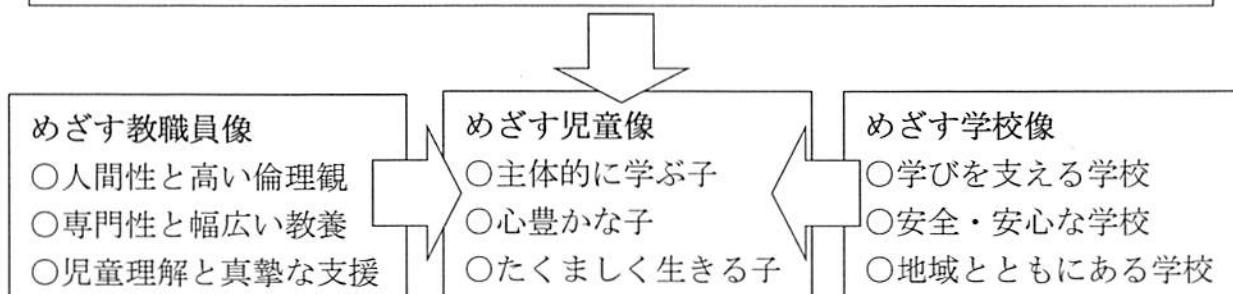 めざす教職員像
○人間性と高い倫理観
○専門性と幅広い教養
○児童理解と真摯な支援
めざす児童像
○主体的に学ぶ子
○心豊かな子
○たくましく生きる子
めざす学校像
○学びを支える学校
○安全・安心な学校
○地域とともにある学校